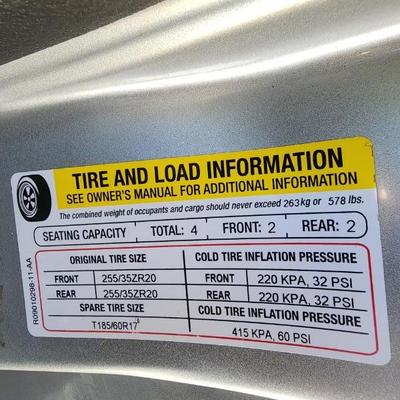 TIRE AND LOAD INFORMATION
SEE OWNER'S MANUAL FOR ADDITIONAL INFORMATION
The combined weight of occupants and cargo should never exceed 263kg or 578 lbs.
SEATING CAPACITY TOTAL: 4 FRONT: 2 REAR: 2
ORIGINAL TIRE SIZE COLD TIRE INFLATION PRESSURE
FRONT 255/35ZR20 FRONT 220 KPA, 32 PSI
REAR 255/35ZR20 REAR 220 KPA, 32 PSI
SPARE TIRE SIZE COLD TIRE INFLATION PRESSURE
T185/60R17 415 KPA, 60 PSI
R09010298-11-AA